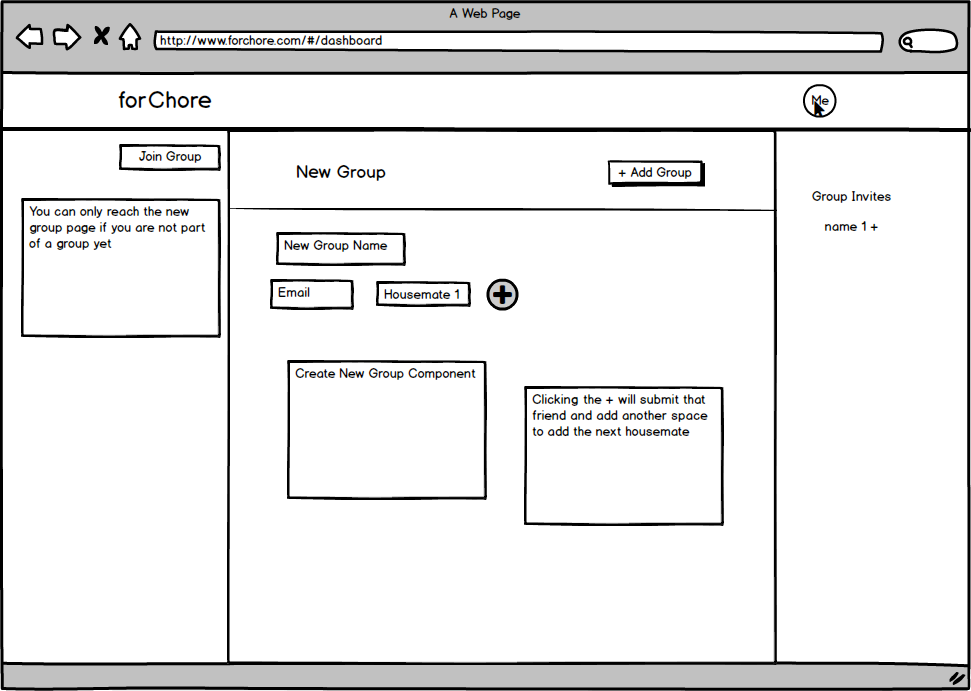 A Web Page
http://www.forchore.com/#/dashboard
forChore
Me
Join Group
You can only reach the new
group page if you are not part
of a group yet
New Group
+ Add Group
New Group Name
Email
Housemate 1
Create New Group Component
Clicking the + will submit that
friend and add another space
to add the next housemate
Group Invites
name 1 +